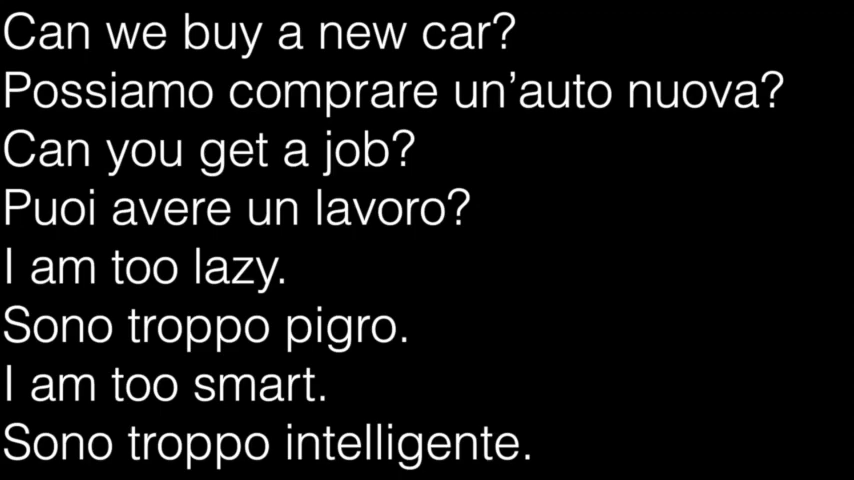 Can we buy a new car?
Possiamo comprare un’auto nuova?
Can you get a job?
Puoi avere un lavoro?
I am too lazy.
Sono troppo pigro.
I am too smart.
Sono troppo intelligente.